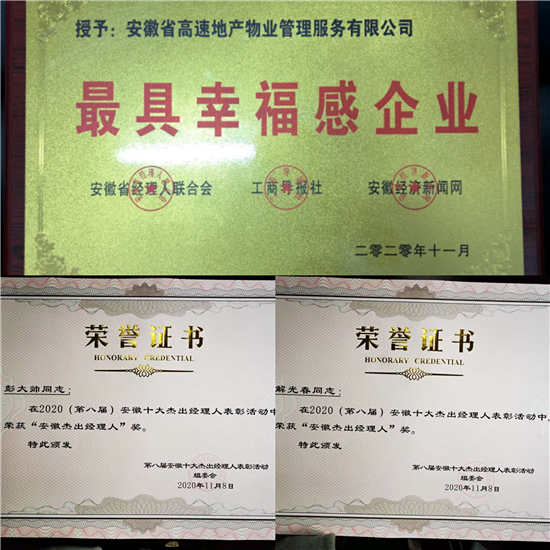 授予：安徽省高速地产物业管理服务有限公司
最具幸福感企业
安徽省经理人联合会 工商导报社 安徽经济新闻网
二零二零年十一月
荣誉证书
HONORARY CREDENTIAL
彭大帅同志：
在2020（第八届）安徽十大杰出经理人表彰活动中
荣获“安徽杰出经理人”奖。
特此颁发
第八届安徽十大杰出经理人表彰活动
组委会
2020年11月8日
荣誉证书
HONORARY CREDENTIAL
解光春同志：
在2020（第八届）安徽十大杰出经理人表彰活动中，
荣获“安徽杰出经理人”奖。
特此颁发
第八届安徽十大杰出经理人表彰活动
组委会
2020年11月8日